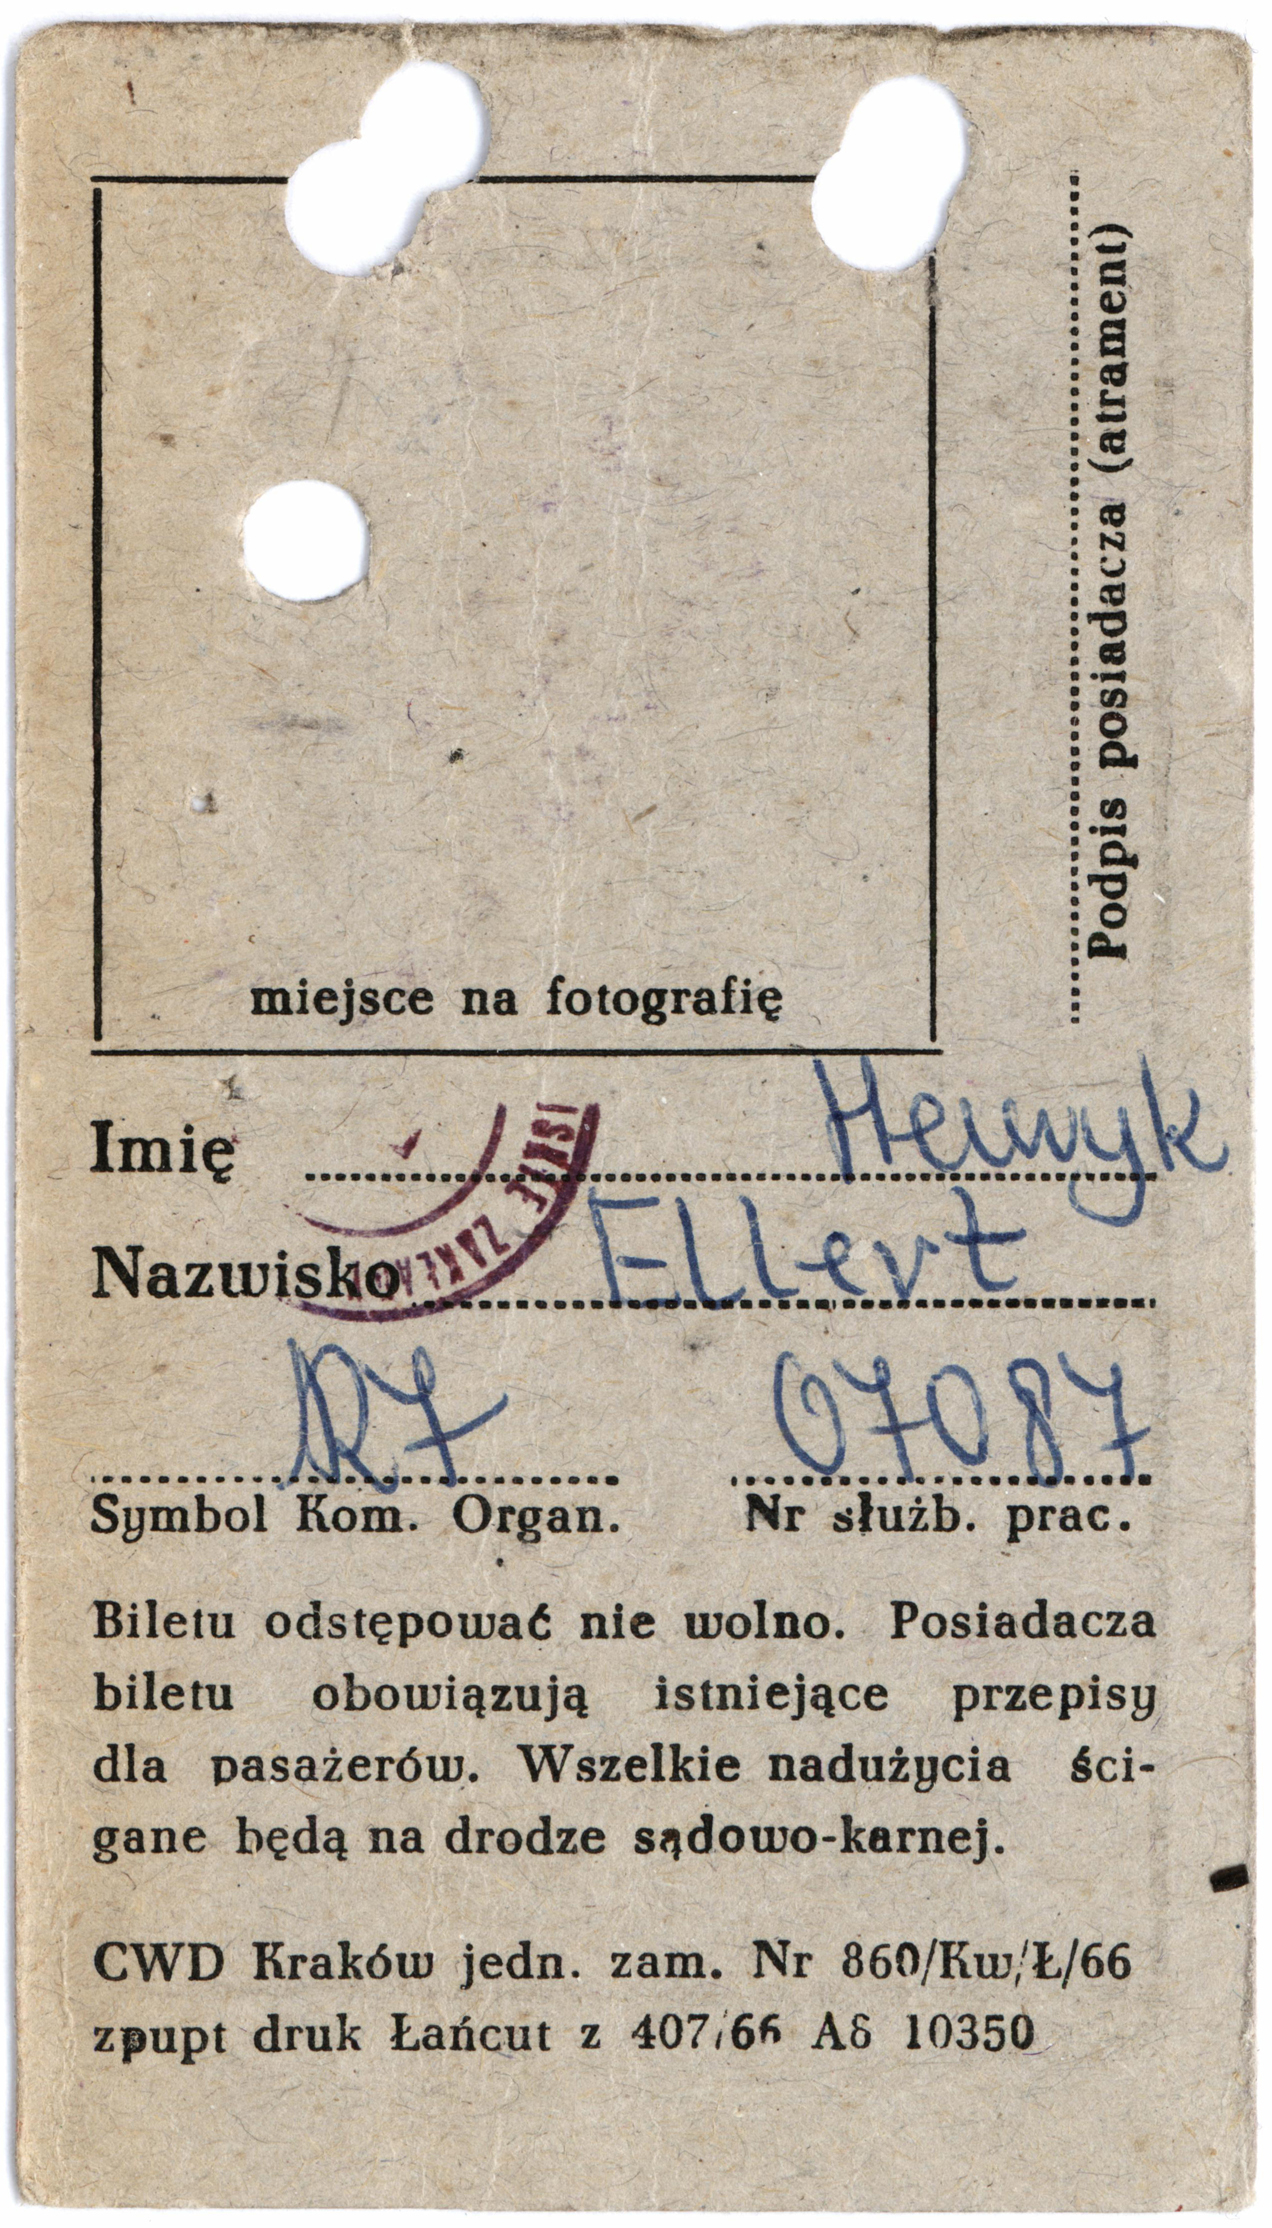 miejsce na fotografię
Podpis posiadacza (atrament)
Imię Henryk
Nazwisko Ellert
R7 07087
Symbol Kom. Organ. Nr służb. prac.
Biletu odstępować nie wolno. Posiadacza
biletu obowiązują istniejące przepisy
dla pasażerów. Wszelkie nadużycia ści-
gane będą na drodze sądowo-karnej.
CWD Kraków jedn. zam. Nr 860/Kw/Ł/66
zpupt druk Łańcut z 407/66 A8 10350